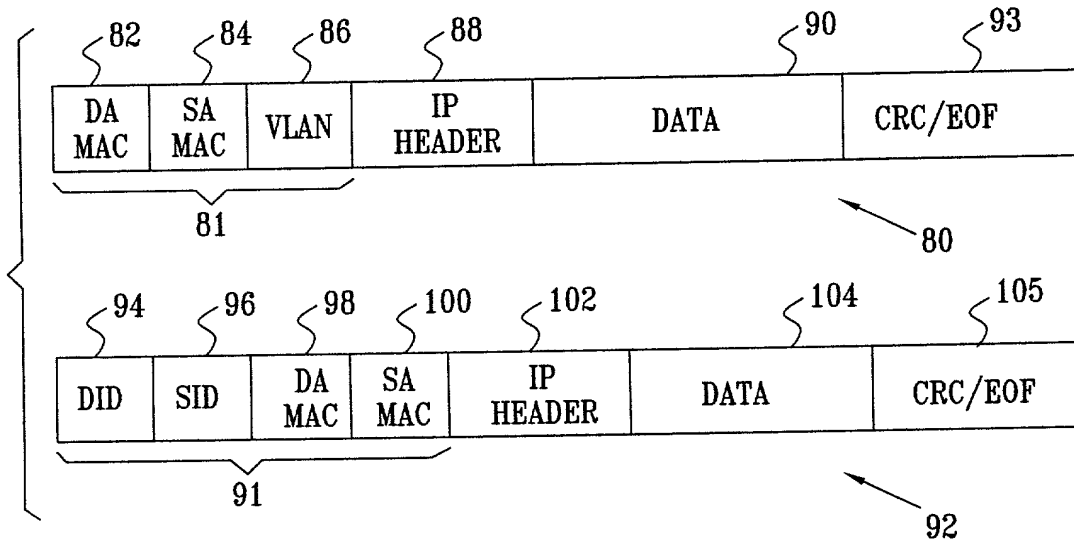 82 84 86 88 90 93
DA MAC SA MAC VLAN IP HEADER DATA CRC/EOF
81
80
94 96 98 100 102 104 105
DID SID DA MAC SA MAC IP HEADER DATA CRC/EOF
91
92